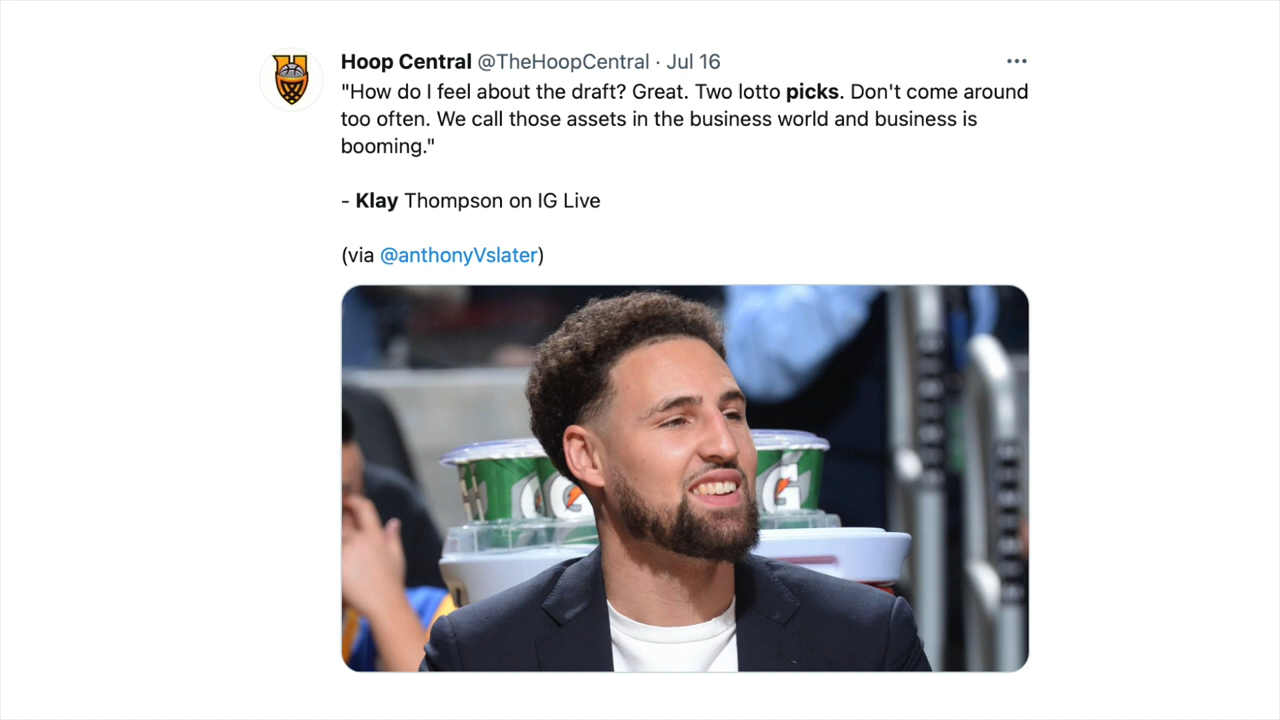 Hoop Central @TheHoopCentral · Jul 16
"How do I feel about the draft? Great. Two lotto picks. Don't come around
too often. We call those assets in the business world and business is
booming."
- Klay Thompson on IG Live
(via @anthonyVslater)
G
G
G